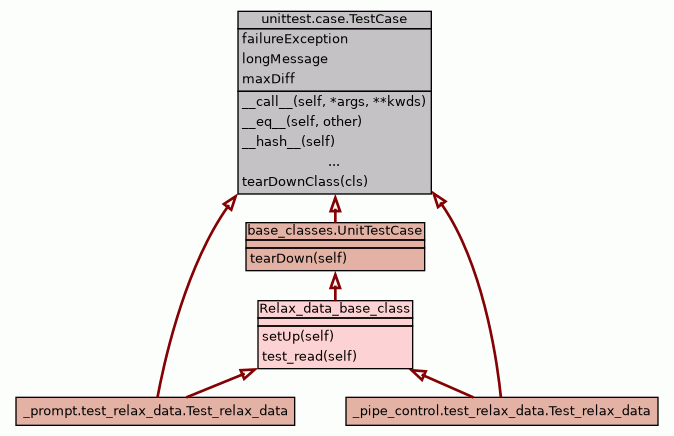 unittest.case.TestCase
failureException
longMessage
maxDiff
__call__(self, *args, **kwds)
__eq__(self, other)
__hash__(self)
...
tearDownClass(cls)
base_classes.UnitTestCase
tearDown(self)
Relax_data_base_class
setUp(self)
test_read(self)
_prompt.test_relax_data.Test_relax_data
_pipe_control.test_relax_data.Test_relax_data